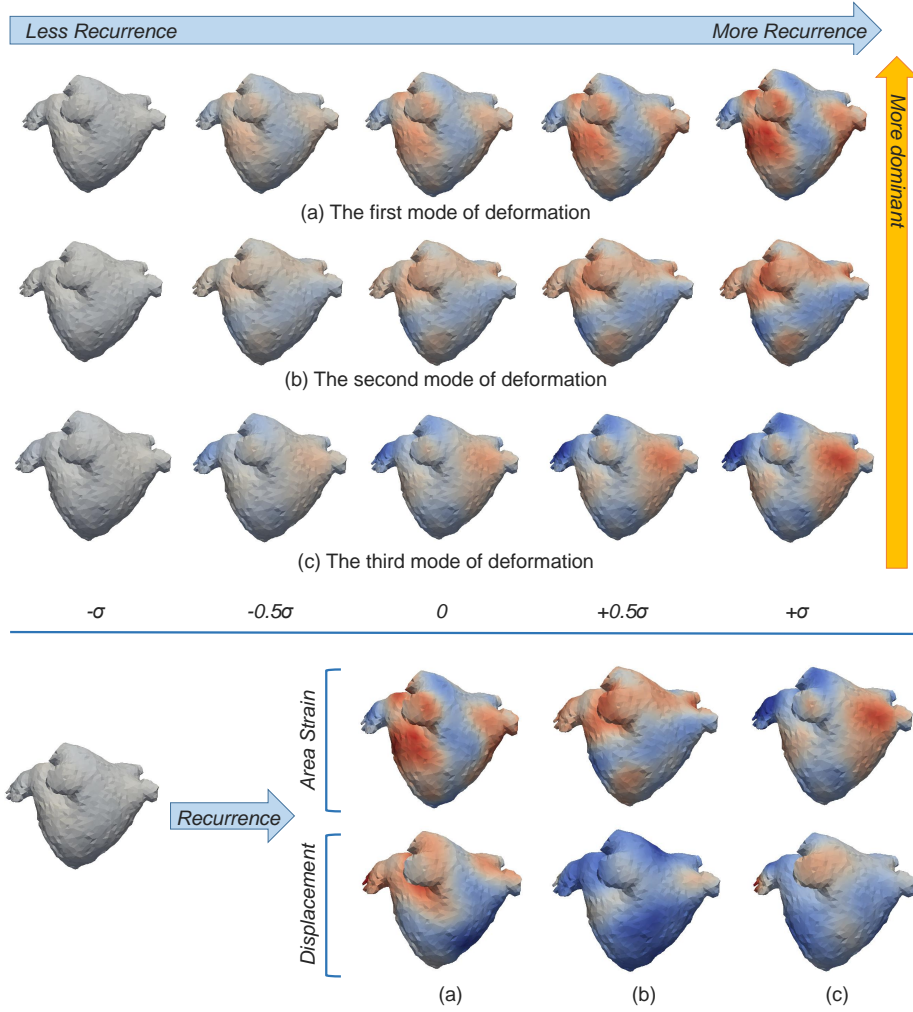 Less Recurrence More Recurrence
More dominant
(a) The first mode of deformation
(b) The second mode of deformation
(c) The third mode of deformation
-σ -0.5σ 0 +0.5σ +σ
Area Strain
Recurrence
Displacement
(a) (b) (c)